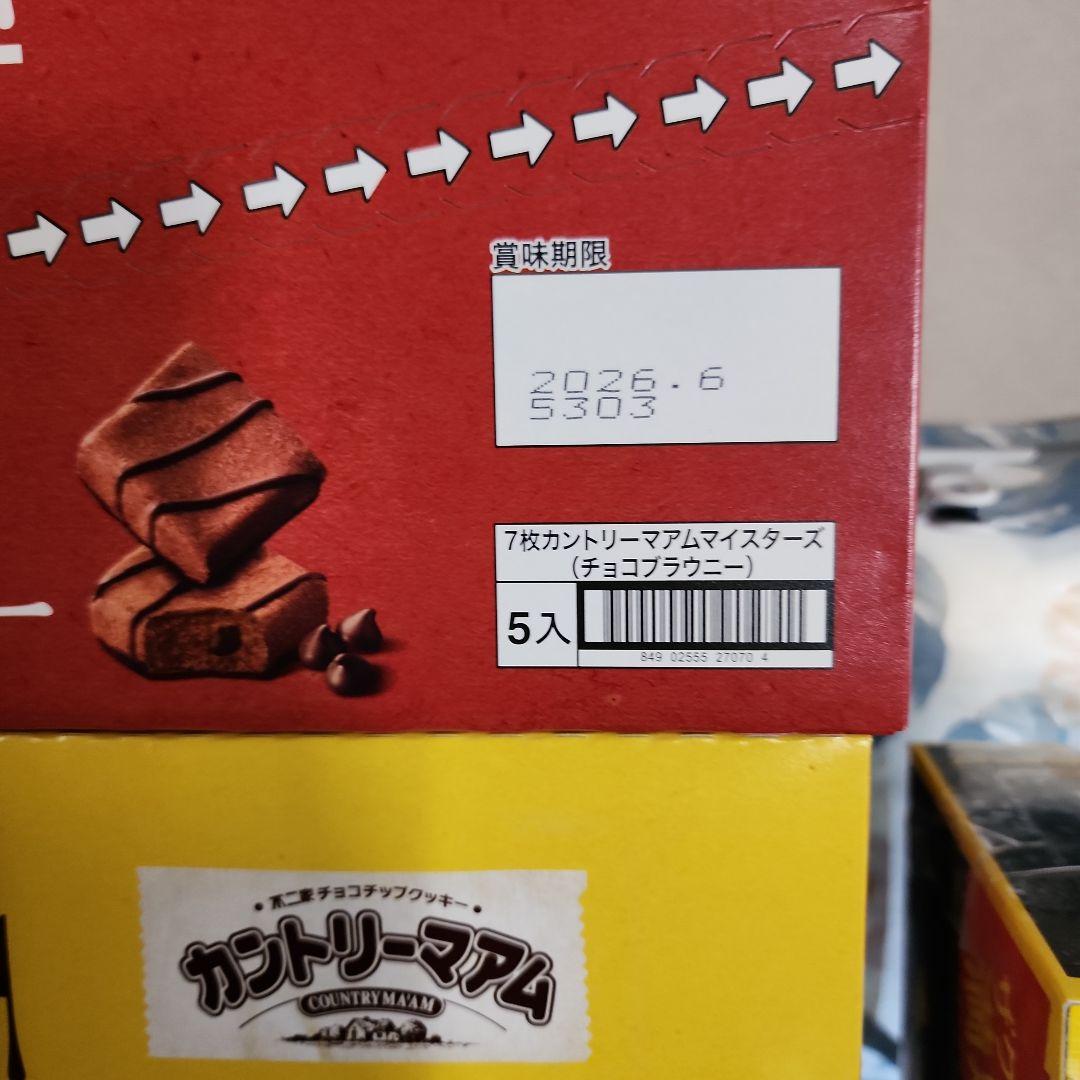 賞味期限
2026.6
S303
7枚カントリーマアムマイスターズ
(チョコブラウニー)
5入
849 02555 27070 4
・不二家チョコチップクッキー・
カントリーマアム
COUNTRY MA'AM